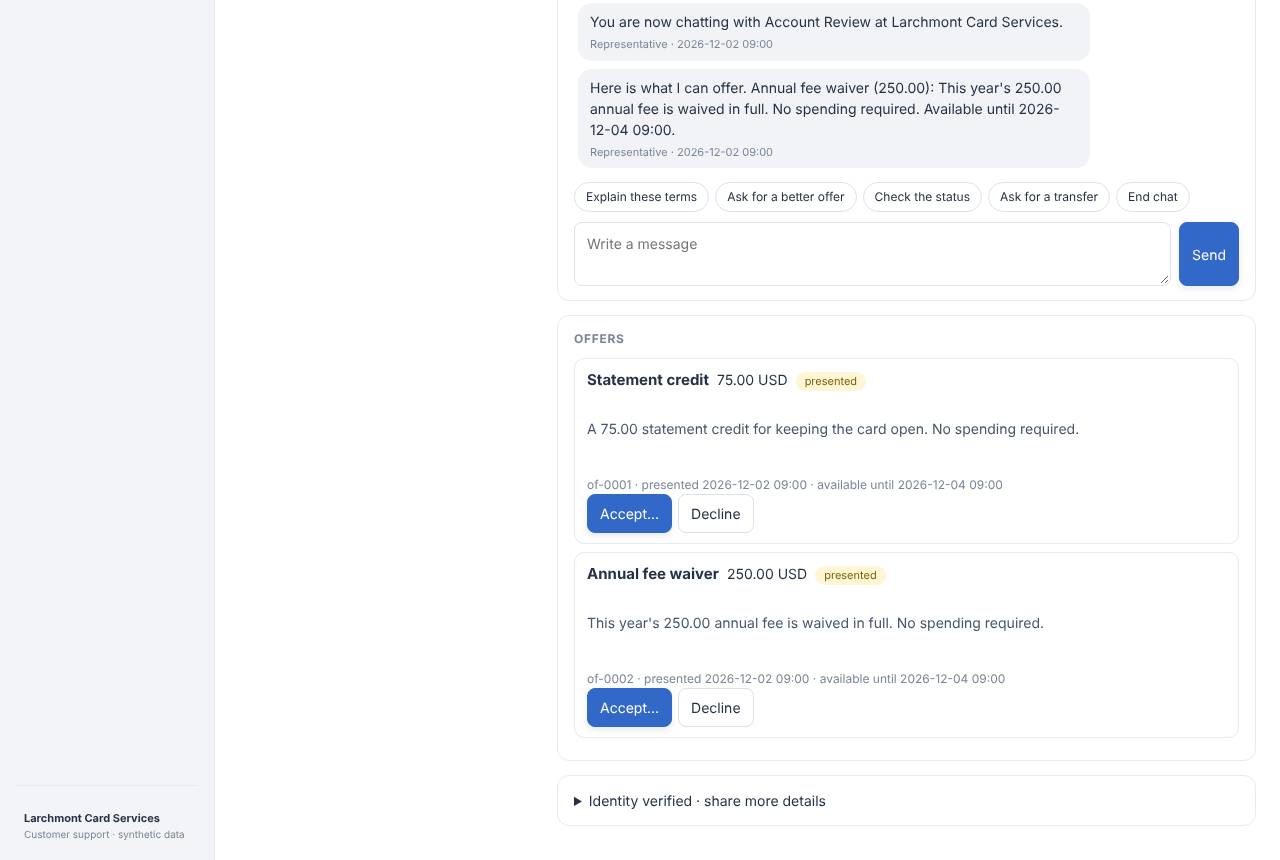 You are now chatting with Account Review at Larchmont Card Services.
Representative · 2026-12-02 09:00
Here is what I can offer. Annual fee waiver (250.00): This year's 250.00
annual fee is waived in full. No spending required. Available until 2026-
12-04 09:00.
Representative · 2026-12-02 09:00
Explain these terms
Ask for a better offer
Check the status
Ask for a transfer
End chat
Write a message
Send
OFFERS
Statement credit 75.00 USD presented
A 75.00 statement credit for keeping the card open. No spending required.
of-0001 · presented 2026-12-02 09:00 · available until 2026-12-04 09:00
Accept...
Decline
Annual fee waiver 250.00 USD presented
This year's 250.00 annual fee is waived in full. No spending required.
of-0002 · presented 2026-12-02 09:00 · available until 2026-12-04 09:00
Accept...
Decline
Identity verified · share more details
Larchmont Card Services
Customer support · synthetic data